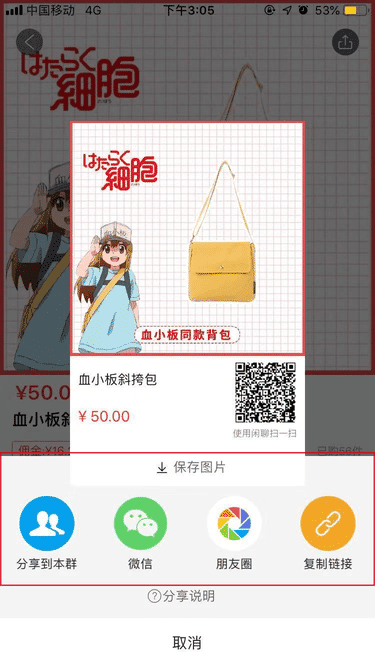 中国移动 4G 下午3:05 53%
はたらく
細胞
はたらく
細胞
血小板同款背包
血小板斜挎包
¥ 50.00
使用闲聊扫一扫
¥50.0
血小板斜
佣金:¥16.
已购56件
保存图片
分享到本群
微信
朋友圈
复制链接
?分享说明
取消